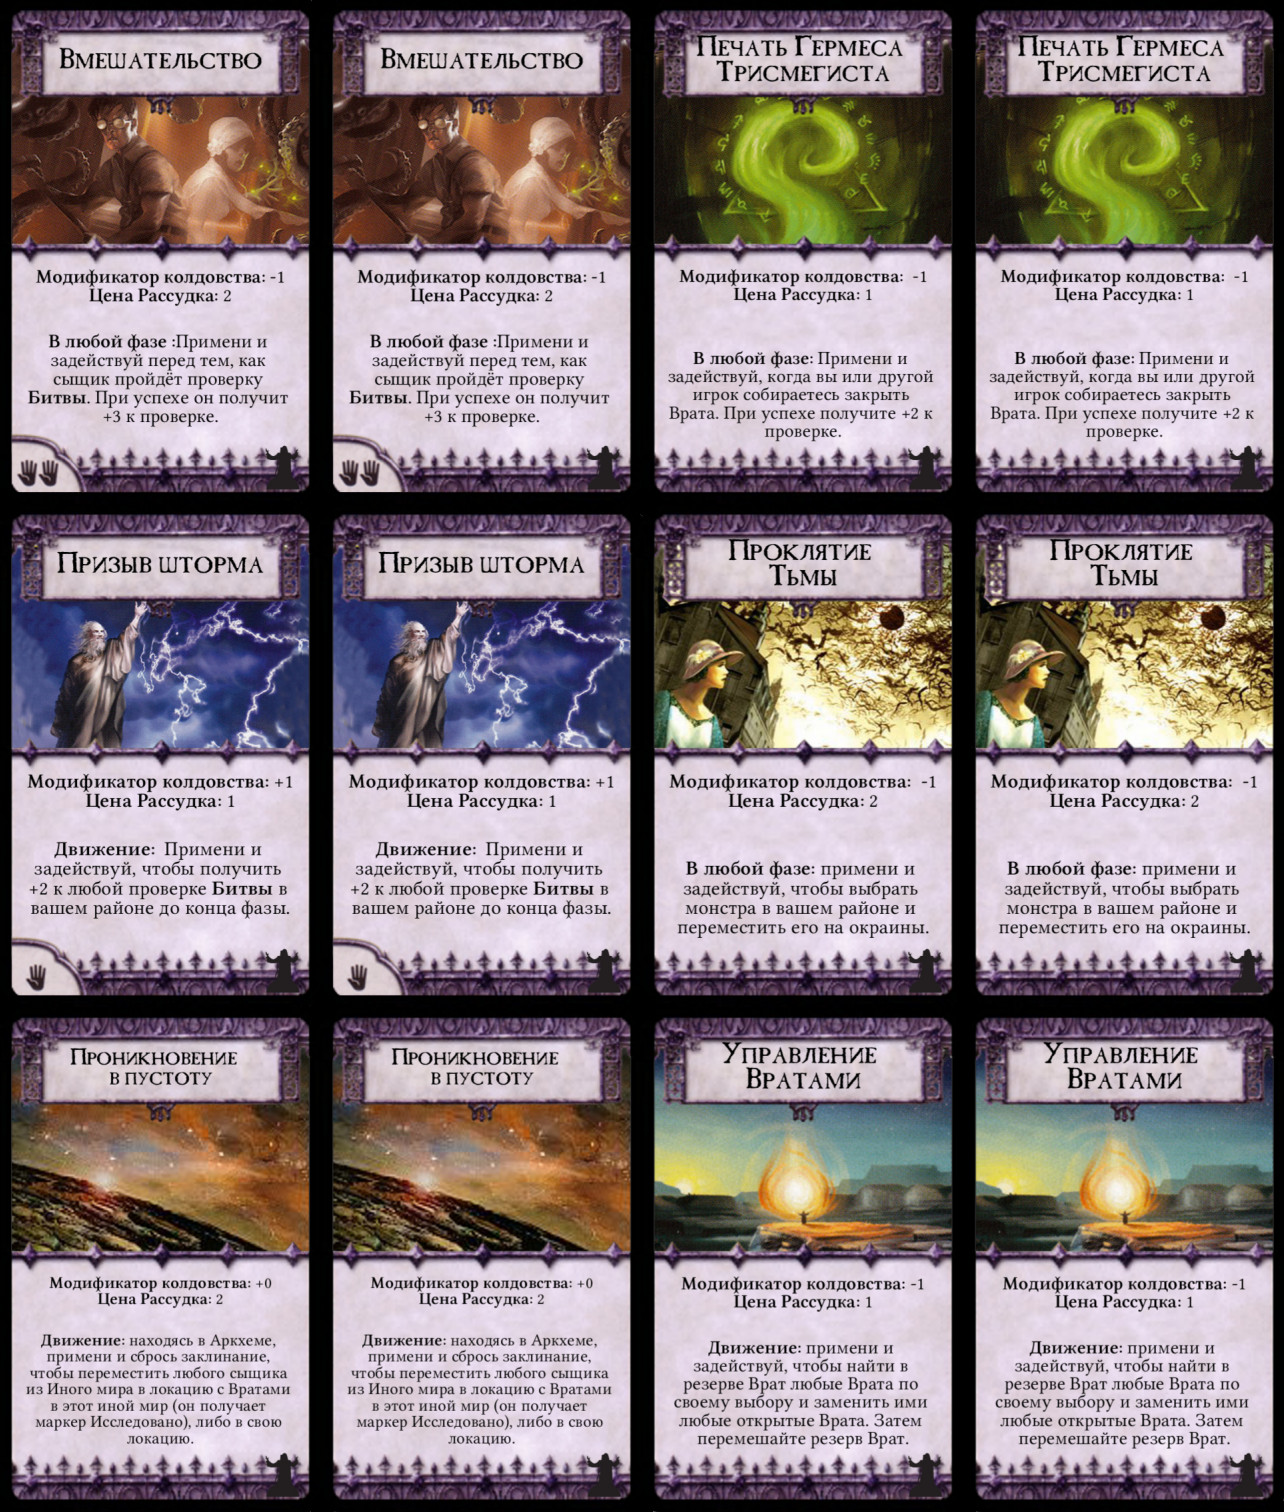 Вмешательство
Модификатор колдовства: -1
Цена Рассудка: 2
В любой фазе :Примени и
задействуй перед тем, как
сыщик пройдёт проверку
Битвы. При успехе он получит
+3 к проверке.
Вмешательство
Модификатор колдовства: -1
Цена Рассудка: 2
В любой фазе :Примени и
задействуй перед тем, как
сыщик пройдёт проверку
Битвы. При успехе он получит
+3 к проверке.
Печать Гермеса
Трисмегиста
Модификатор колдовства: -1
Цена Рассудка: 1
В любой фазе: Примени и
задействуй, когда вы или другой
игрок собираетесь закрыть
Врата. При успехе получите +2 к
проверке.
Печать Гермеса
Трисмегиста
Модификатор колдовства: -1
Цена Рассудка: 1
В любой фазе: Примени и
задействуй, когда вы или другой
игрок собираетесь закрыть
Врата. При успехе получите +2 к
проверке.
Призыв шторма
Модификатор колдовства: +1
Цена Рассудка: 1
Движение: Примени и
задействуй, чтобы получить
+2 к любой проверке Битвы в
вашем районе до конца фазы.
Призыв шторма
Модификатор колдовства: +1
Цена Рассудка: 1
Движение: Примени и
задействуй, чтобы получить
+2 к любой проверке Битвы в
вашем районе до конца фазы.
Проклятие
Тьмы
Модификатор колдовства: -1
Цена Рассудка: 2
В любой фазе: примени и
задействуй, чтобы выбрать
монстра в вашем районе и
переместить его на окраины.
Проклятие
Тьмы
Модификатор колдовства: -1
Цена Рассудка: 2
В любой фазе: примени и
задействуй, чтобы выбрать
монстра в вашем районе и
переместить его на окраины.
Проникновение
в пустоту
Модификатор колдовства: +0
Цена Рассудка: 2
Движение: находясь в Аркхеме,
примени и сбрось заклинание,
чтобы переместить любого сыщика
из Иного мира в локацию с Вратами
в этот иной мир (он получает
маркер Исследовано), либо в свою
локацию.
Проникновение
в пустоту
Модификатор колдовства: +0
Цена Рассудка: 2
Движение: находясь в Аркхеме,
примени и сбрось заклинание,
чтобы переместить любого сыщика
из Иного мира в локацию с Вратами
в этот иной мир (он получает
маркер Исследовано), либо в свою
локацию.
Управление
Вратами
Модификатор колдовства: -1
Цена Рассудка: 1
Движение: примени и
задействуй, чтобы найти в
резерве Врат любые Врата по
своему выбору и заменить ими
любые открытые Врата. Затем
перемешайте резерв Врат.
Управление
Вратами
Модификатор колдовства: -1
Цена Рассудка: 1
Движение: примени и
задействуй, чтобы найти в
резерве Врат любые Врата по
своему выбору и заменить ими
любые открытые Врата. Затем
перемешайте резерв Врат.